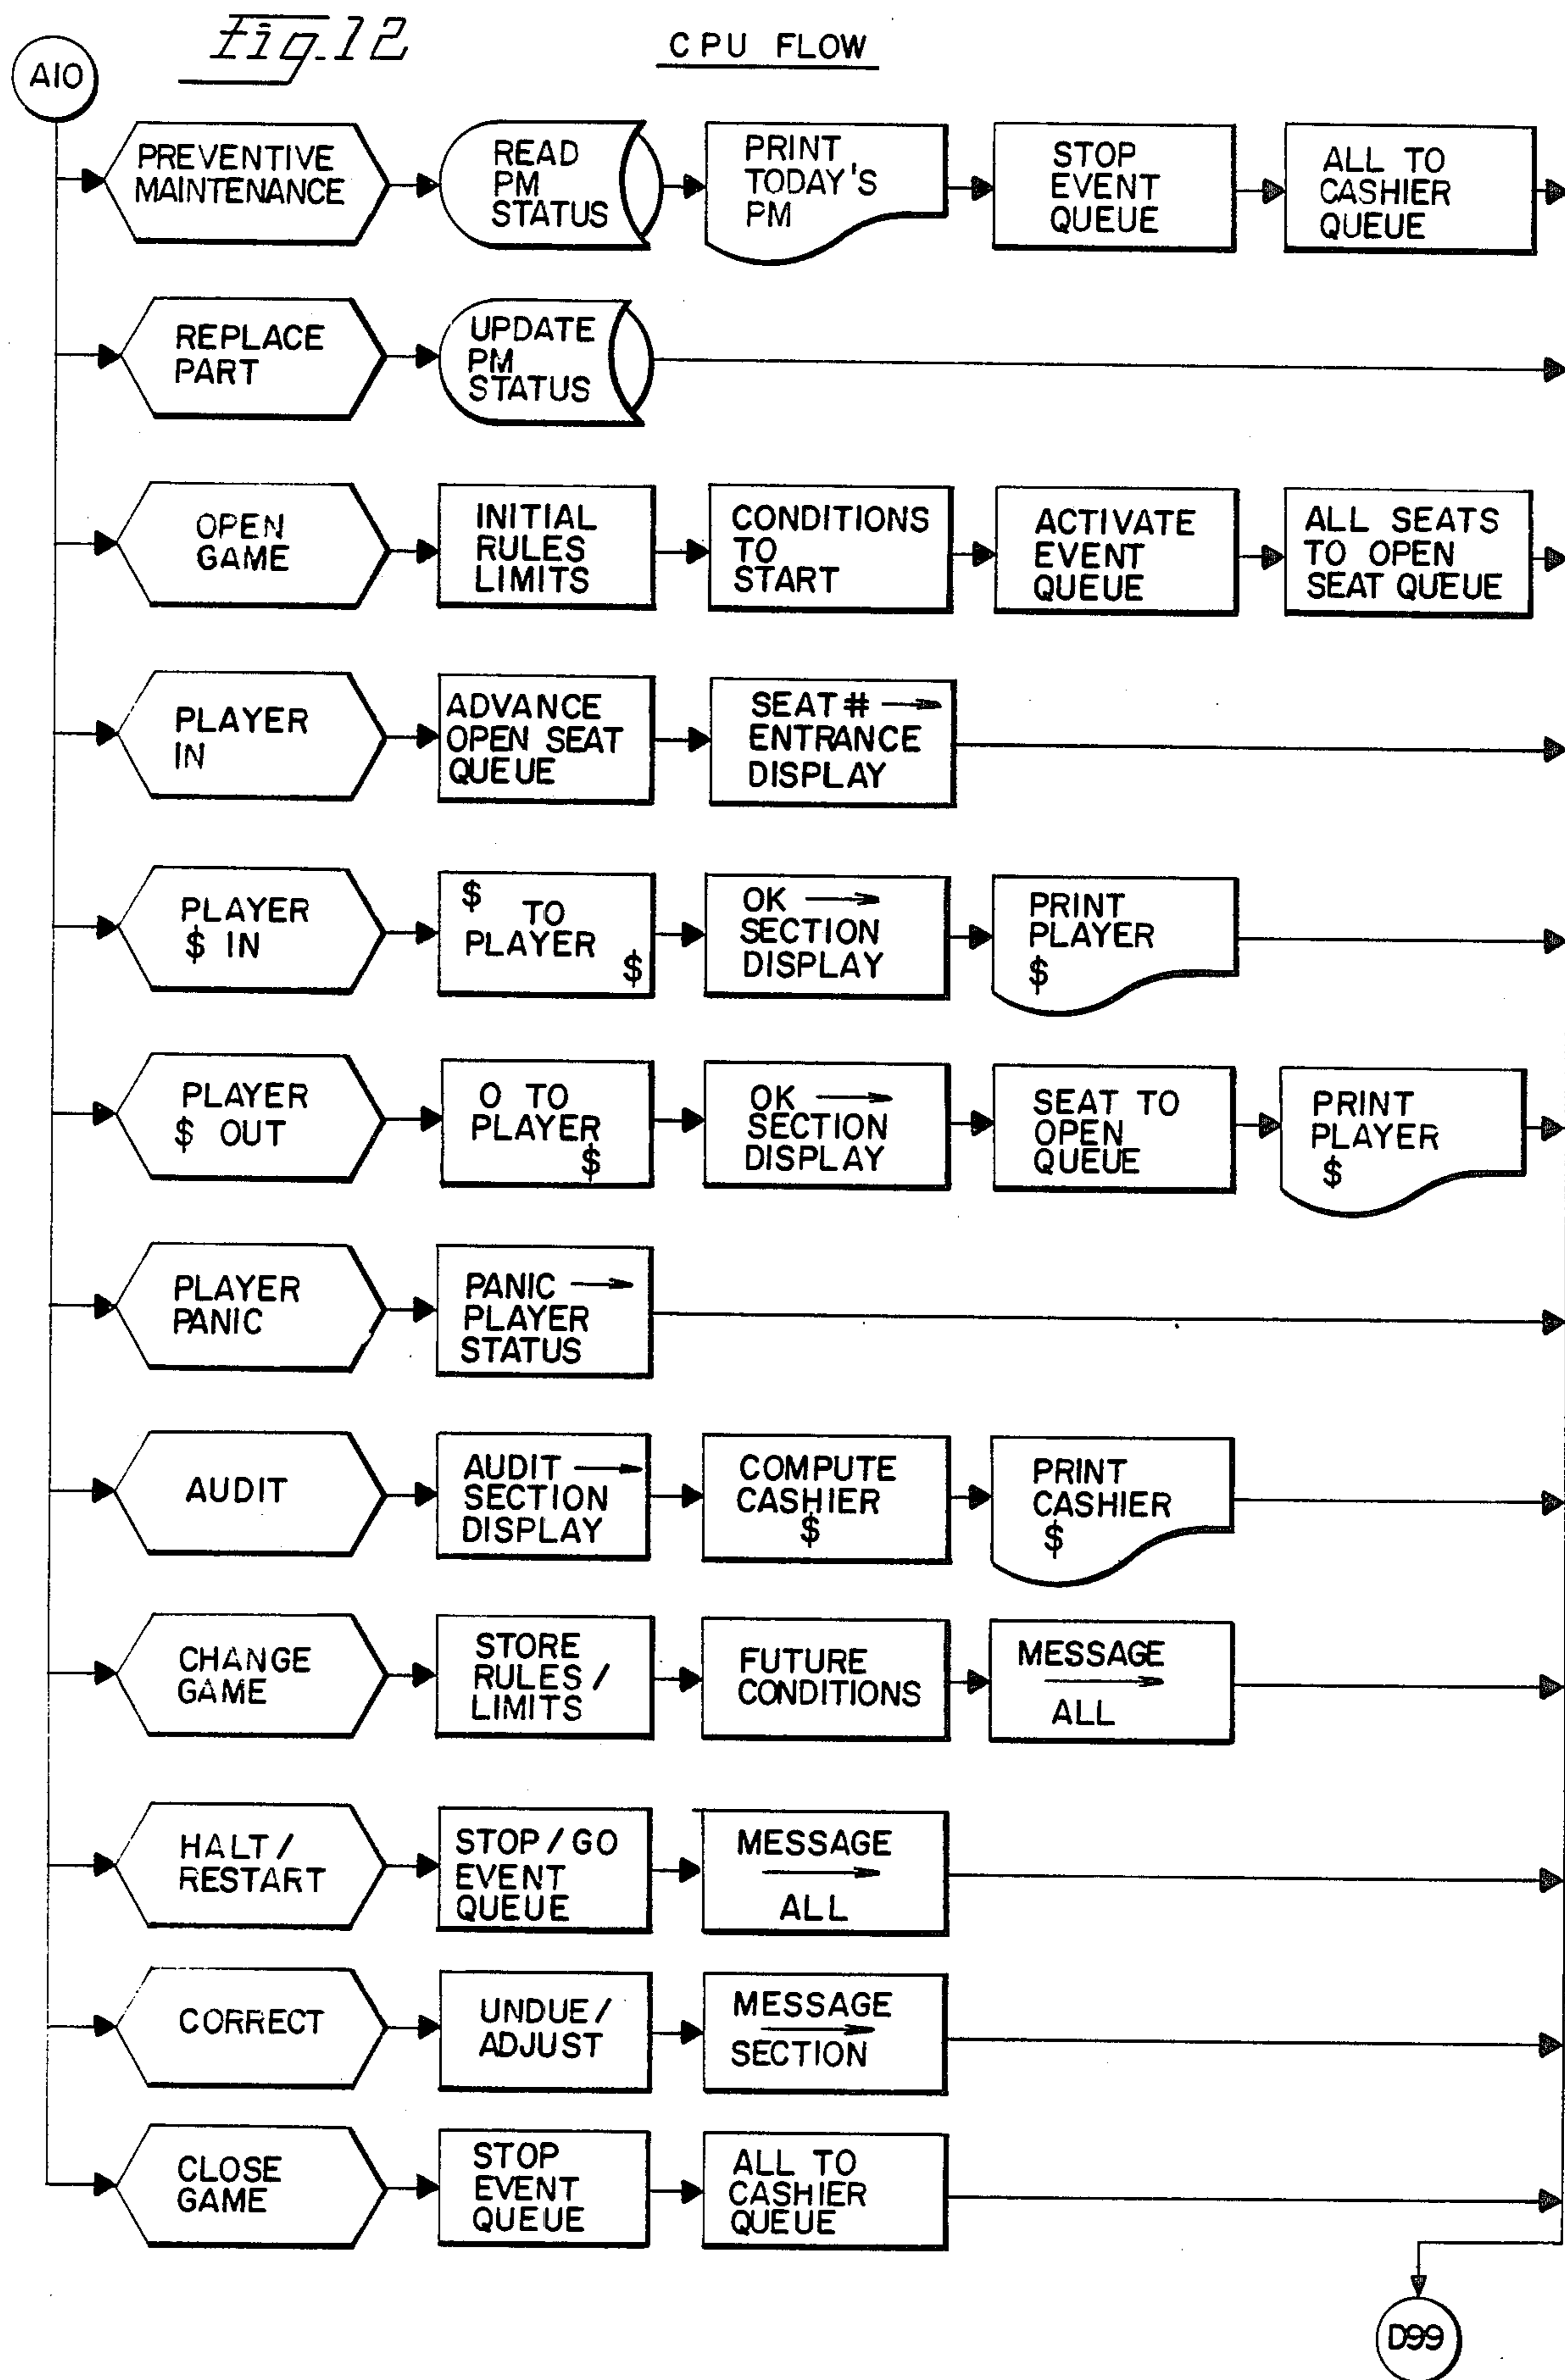 Fig.12
CPU FLOW
A10
PREVENTIVE
MAINTENANCE
READ
PM
STATUS
PRINT
TODAY'S
PM
STOP
EVENT
QUEUE
ALL TO
CASHIER
QUEUE
REPLACE
PART
UPDATE
PM
STATUS
OPEN
GAME
INITIAL
RULES
LIMITS
CONDITIONS
TO
START
ACTIVATE
EVENT
QUEUE
ALL SEATS
TO OPEN
SEAT QUEUE
PLAYER
IN
ADVANCE
OPEN SEAT
QUEUE
SEAT# →
ENTRANCE
DISPLAY
PLAYER
$ IN
$ TO
PLAYER
$
OK →
SECTION
DISPLAY
PRINT
PLAYER
$
PLAYER
$ OUT
O TO
PLAYER
$
OK →
SECTION
DISPLAY
SEAT TO
OPEN
QUEUE
PRINT
PLAYER
$
PLAYER
PANIC
PANIC →
PLAYER
STATUS
AUDIT
AUDIT →
SECTION
DISPLAY
COMPUTE
CASHIER
$
PRINT
CASHIER
$
CHANGE
GAME
STORE
RULES/
LIMITS
FUTURE
CONDITIONS
MESSAGE
→
ALL
HALT/
RESTART
STOP/GO
EVENT
QUEUE
MESSAGE
→
ALL
CORRECT
UNDUE/
ADJUST
MESSAGE
→
SECTION
CLOSE
GAME
STOP
EVENT
QUEUE
ALL TO
CASHIER
QUEUE
D99